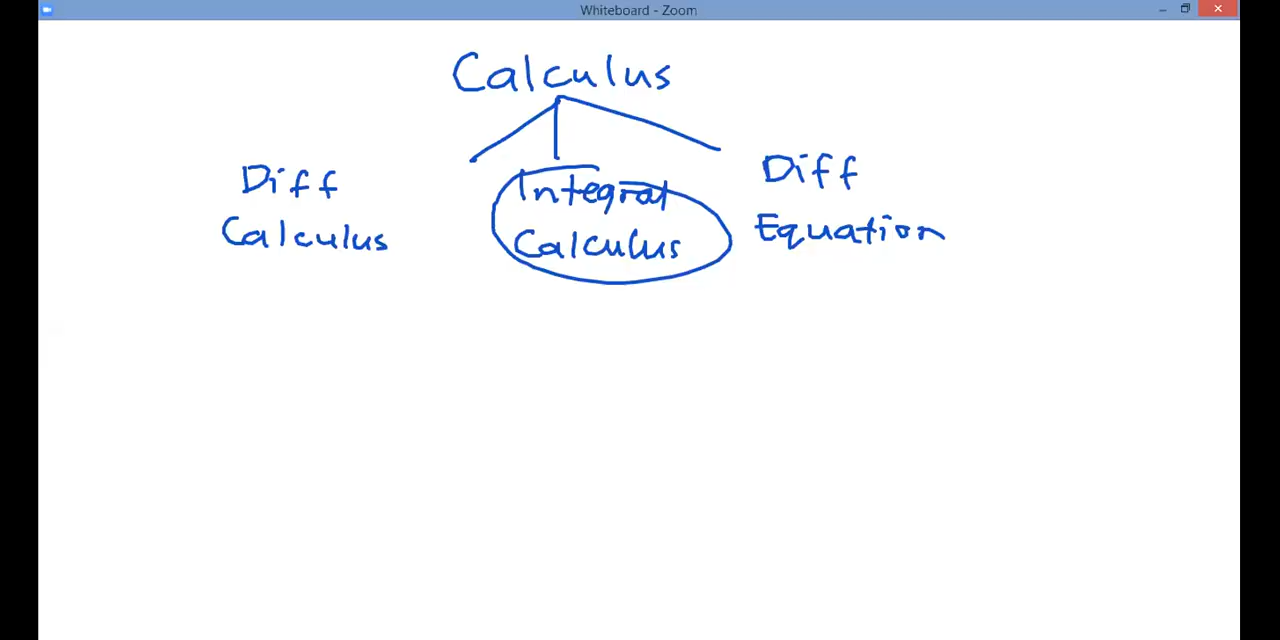 Whiteboard - Zoom
Calculus
Diff
Calculus
Integral
Calculus
Diff
Equation